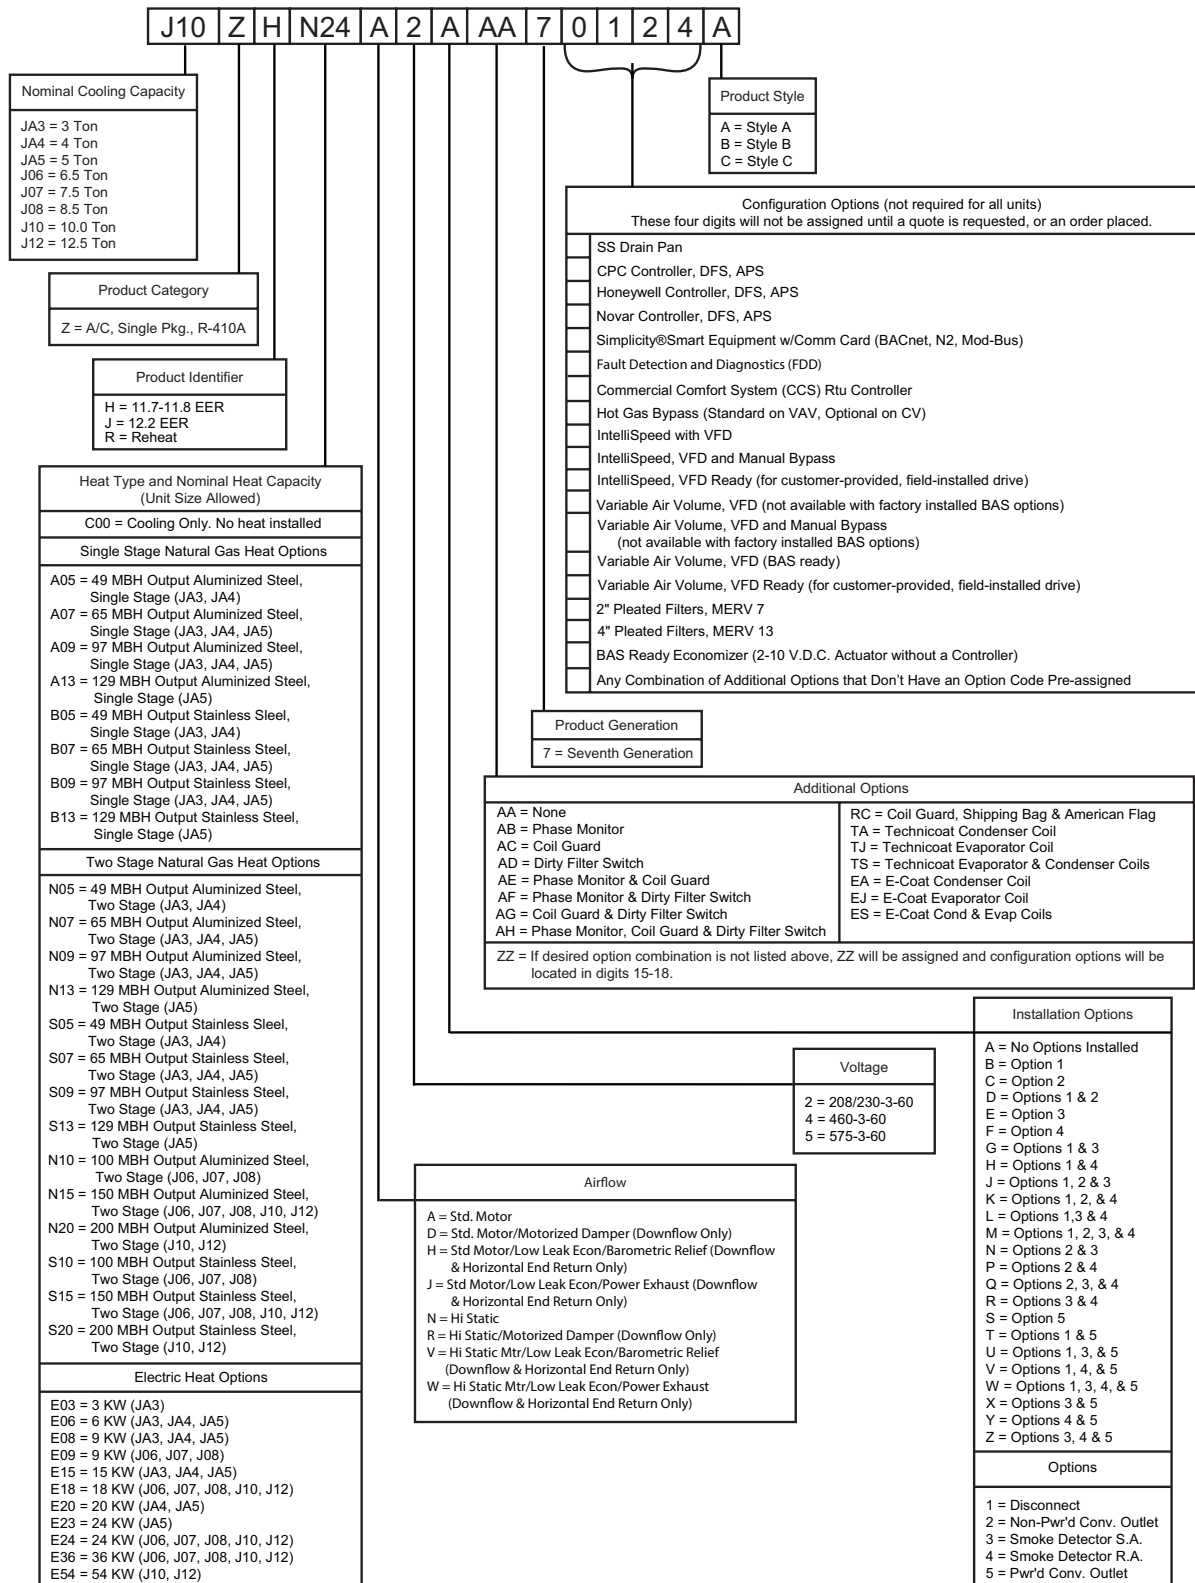 J10 Z H N24 A 2 A AA 7 0 1 2 4 A
Nominal Cooling Capacity
JA3 = 3 Ton
JA4 = 4 Ton
JA5 = 5 Ton
J06 = 6.5 Ton
J07 = 7.5 Ton
J08 = 8.5 Ton
J10 = 10.0 Ton
J12 = 12.5 Ton
Product Category
Z = A/C, Single Pkg., R-410A
Product Identifier
H = 11.7-11.8 EER
J = 12.2 EER
R = Reheat
Heat Type and Nominal Heat Capacity
(Unit Size Allowed)
C00 = Cooling Only. No heat installed
Single Stage Natural Gas Heat Options
A05 = 49 MBH Output Aluminized Steel,
Single Stage (JA3, JA4)
A07 = 65 MBH Output Aluminized Steel,
Single Stage (JA3, JA4, JA5)
A09 = 97 MBH Output Aluminized Steel,
Single Stage (JA3, JA4, JA5)
A13 = 129 MBH Output Aluminized Steel,
Single Stage (JA5)
B05 = 49 MBH Output Stainless Sleel,
Single Stage (JA3, JA4)
B07 = 65 MBH Output Stainless Steel,
Single Stage (JA3, JA4, JA5)
B09 = 97 MBH Output Stainless Steel,
Single Stage (JA3, JA4, JA5)
B13 = 129 MBH Output Stainless Steel,
Single Stage (JA5)
Two Stage Natural Gas Heat Options
N05 = 49 MBH Output Aluminized Steel,
Two Stage (JA3, JA4)
N07 = 65 MBH Output Aluminized Steel,
Two Stage (JA3, JA4, JA5)
N09 = 97 MBH Output Aluminized Steel,
Two Stage (JA3, JA4, JA5)
N13 = 129 MBH Output Aluminized Steel,
Two Stage (JA5)
S05 = 49 MBH Output Stainless Sleel,
Two Stage (JA3, JA4)
S07 = 65 MBH Output Stainless Steel,
Two Stage (JA3, JA4, JA5)
S09 = 97 MBH Output Stainless Steel,
Two Stage (JA3, JA4, JA5)
S13 = 129 MBH Output Stainless Steel,
Two Stage (JA5)
N10 = 100 MBH Output Aluminized Steel,
Two Stage (J06, J07, J08)
N15 = 150 MBH Output Aluminized Steel,
Two Stage (J06, J07, J08, J10, J12)
N20 = 200 MBH Output Aluminized Steel,
Two Stage (J10, J12)
S10 = 100 MBH Output Stainless Steel,
Two Stage (J06, J07, J08)
S15 = 150 MBH Output Stainless Steel,
Two Stage (J06, J07, J08, J10, J12)
S20 = 200 MBH Output Stainless Steel,
Two Stage (J10, J12)
Electric Heat Options
E03 = 3 KW (JA3)
E06 = 6 KW (JA3, JA4, JA5)
E08 = 9 KW (JA3, JA4, JA5)
E09 = 9 KW (J06, J07, J08)
E15 = 15 KW (JA3, JA4, JA5)
E18 = 18 KW (J06, J07, J08, J10, J12)
E20 = 20 KW (JA4, JA5)
E23 = 24 KW (JA5)
E24 = 24 KW (J06, J07, J08, J10, J12)
E36 = 36 KW (J06, J07, J08, J10, J12)
E54 = 54 KW (J10, J12)
Product Style
A = Style A
B = Style B
C = Style C
Configuration Options (not required for all units)
These four digits will not be assigned until a quote is requested, or an order placed.
SS Drain Pan
CPC Controller, DFS, APS
Honeywell Controller, DFS, APS
Novar Controller, DFS, APS
Simplicity®Smart Equipment w/Comm Card (BACnet, N2, Mod-Bus)
Fault Detection and Diagnostics (FDD)
Commercial Comfort System (CCS) Rtu Controller
Hot Gas Bypass (Standard on VAV, Optional on CV)
IntelliSpeed with VFD
IntelliSpeed, VFD and Manual Bypass
IntelliSpeed, VFD Ready (for customer-provided, field-installed drive)
Variable Air Volume, VFD (not available with factory installed BAS options)
Variable Air Volume, VFD and Manual Bypass
(not available with factory installed BAS options)
Variable Air Volume, VFD (BAS ready)
Variable Air Volume, VFD Ready (for customer-provided, field-installed drive)
2" Pleated Filters, MERV 7
4" Pleated Filters, MERV 13
BAS Ready Economizer (2-10 V.D.C. Actuator without a Controller)
Any Combination of Additional Options that Don't Have an Option Code Pre-assigned
Product Generation
7 = Seventh Generation
Additional Options
AA = None
AB = Phase Monitor
AC = Coil Guard
AD = Dirty Filter Switch
AE = Phase Monitor & Coil Guard
AF = Phase Monitor & Dirty Filter Switch
AG = Coil Guard & Dirty Filter Switch
AH = Phase Monitor, Coil Guard & Dirty Filter Switch
RC = Coil Guard, Shipping Bag & American Flag
TA = Technicoat Condenser Coil
TJ = Technicoat Evaporator Coil
TS = Technicoat Evaporator & Condenser Coils
EA = E-Coat Condenser Coil
EJ = E-Coat Evaporator Coil
ES = E-Coat Cond & Evap Coils
ZZ = If desired option combination is not listed above, ZZ will be assigned and configuration options will be
located in digits 15-18.
Voltage
2 = 208/230-3-60
4 = 460-3-60
5 = 575-3-60
Airflow
A = Std. Motor
D = Std. Motor/Motorized Damper (Downflow Only)
H = Std Motor/Low Leak Econ/Barometric Relief (Downflow
& Horizontal End Return Only)
J = Std Motor/Low Leak Econ/Power Exhaust (Downflow
& Horizontal End Return Only)
N = Hi Static
R = Hi Static/Motorized Damper (Downflow Only)
V = Hi Static Mtr/Low Leak Econ/Barometric Relief
(Downflow & Horizontal End Return Only)
W = Hi Static Mtr/Low Leak Econ/Power Exhaust
(Downflow & Horizontal End Return Only)
Installation Options
A = No Options Installed
B = Option 1
C = Option 2
D = Options 1 & 2
E = Option 3
F = Option 4
G = Options 1 & 3
H = Options 1 & 4
J = Options 1, 2 & 3
K = Options 1, 2, & 4
L = Options 1,3 & 4
M = Options 1, 2, 3, & 4
N = Options 2 & 3
P = Options 2 & 4
Q = Options 2, 3, & 4
R = Options 3 & 4
S = Option 5
T = Options 1 & 5
U = Options 1, 3, & 5
V = Options 1, 4, & 5
W = Options 1, 3, 4, & 5
X = Options 3 & 5
Y = Options 4 & 5
Z = Options 3, 4 & 5
Options
1 = Disconnect
2 = Non-Pwr'd Conv. Outlet
3 = Smoke Detector S.A.
4 = Smoke Detector R.A.
5 = Pwr'd Conv. Outlet